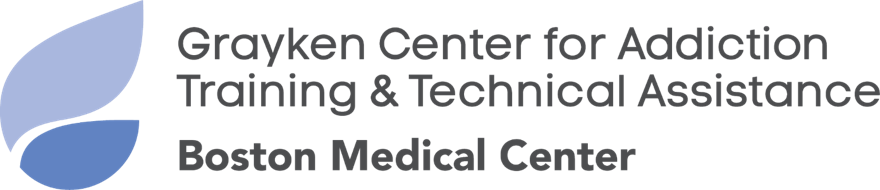 Grayken Center for Addiction
Training & Technical Assistance
Boston Medical Center